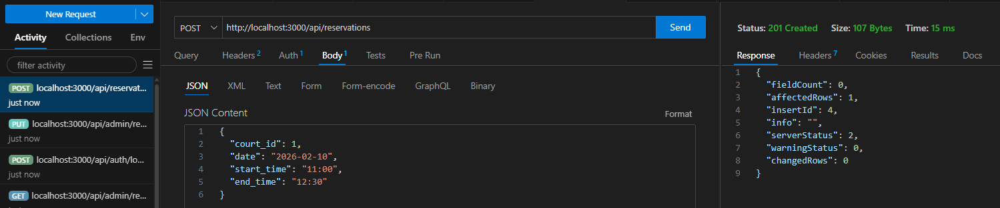 New Request
Activity Collections Env
filter activity
POST localhost:3000/api/reservat...
just now
PUT localhost:3000/api/admin/re...
just now
POST localhost:3000/api/auth/lo...
just now
GET localhost:3000/api/admin/re...
POST http://localhost:3000/api/reservations Send
Query Headers 2 Auth 1 Body 1 Tests Pre Run
JSON XML Text Form Form-encode GraphQL Binary
JSON Content Format
1 {
2 "court_id": 1,
3 "date": "2026-02-10",
4 "start_time": "11:00",
5 "end_time": "12:30"
6 }
Status: 201 Created Size: 107 Bytes Time: 15 ms
Response Headers 7 Cookies Results Docs
1 {
2 "fieldCount": 0,
3 "affectedRows": 1,
4 "insertId": 4,
5 "info": "",
6 "serverStatus": 2,
7 "warningStatus": 0,
8 "changedRows": 0
9 }